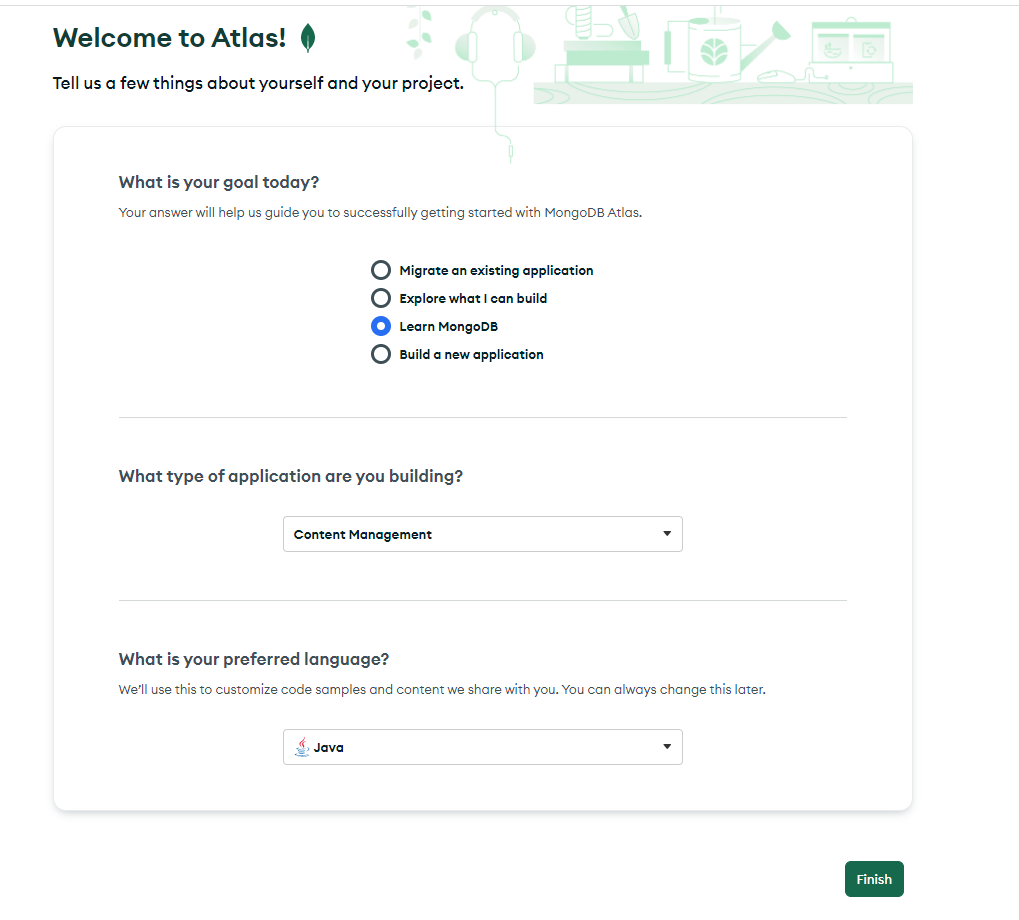 Welcome to Atlas!
Tell us a few things about yourself and your project.
What is your goal today?
Your answer will help us guide you to successfully getting started with MongoDB Atlas.
Migrate an existing application
Explore what I can build
Learn MongoDB
Build a new application
What type of application are you building?
Content Management
What is your preferred language?
We'll use this to customize code samples and content we share with you. You can always change this later.
Java
Finish